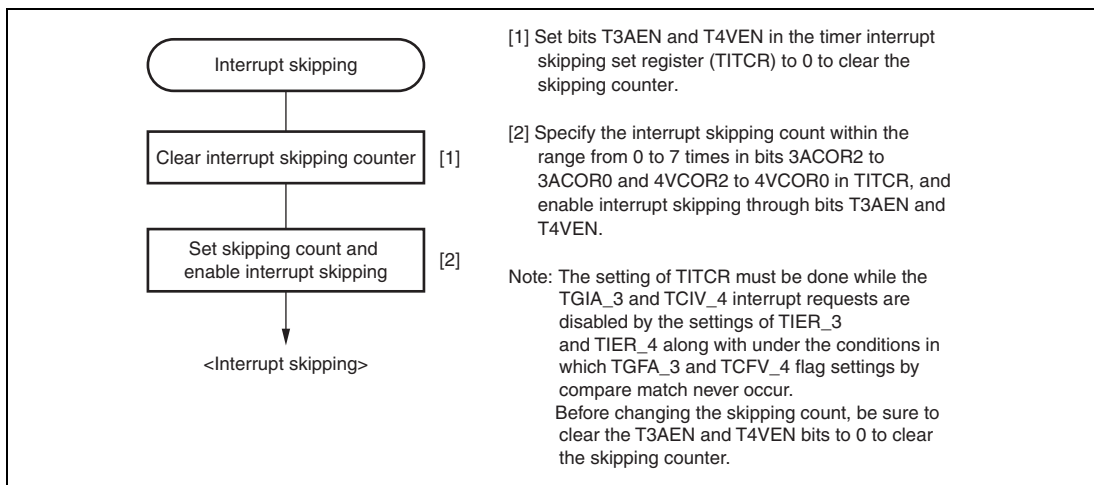 Interrupt skipping
Clear interrupt skipping counter
[1]
Set skipping count and
enable interrupt skipping
[2]
<Interrupt skipping>
[1] Set bits T3AEN and T4VEN in the timer interrupt
skipping set register (TITCR) to 0 to clear the
skipping counter.
[2] Specify the interrupt skipping count within the
range from 0 to 7 times in bits 3ACOR2 to
3ACOR0 and 4VCOR2 to 4VCOR0 in TITCR, and
enable interrupt skipping through bits T3AEN and
T4VEN.
Note: The setting of TITCR must be done while the
TGIA_3 and TCIV_4 interrupt requests are
disabled by the settings of TIER_3
and TIER_4 along with under the conditions in
which TGFA_3 and TCFV_4 flag settings by
compare match never occur.
Before changing the skipping count, be sure to
clear the T3AEN and T4VEN bits to 0 to clear
the skipping counter.